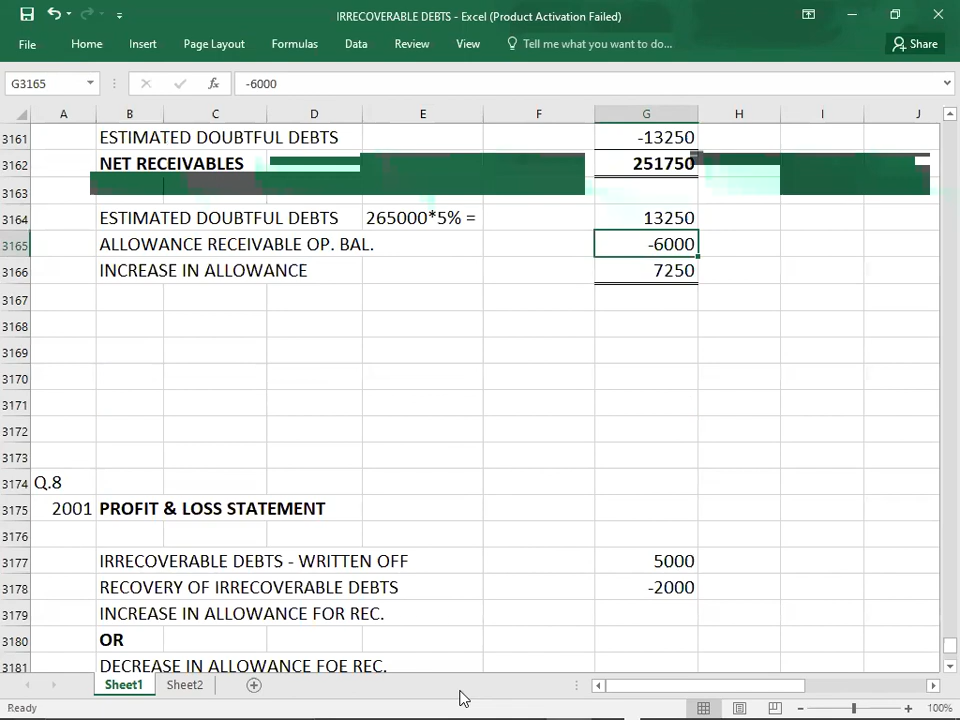 IRRECOVERABLE DEBTS - Excel (Product Activation Failed)
File Home Insert Page Layout Formulas Data Review View Tell me what you want to do... Share
G3165 fx -6000
A B C D E F G H I J
3161 ESTIMATED DOUBTFUL DEBTS -13250
3162 NET RECEIVABLES 251750
3163
3164 ESTIMATED DOUBTFUL DEBTS 265000*5% = 13250
3165 ALLOWANCE RECEIVABLE OP. BAL. -6000
3166 INCREASE IN ALLOWANCE 7250
3167
3168
3169
3170
3171
3172
3173
3174 Q.8
3175 2001 PROFIT & LOSS STATEMENT
3176
3177 IRRECOVERABLE DEBTS - WRITTEN OFF 5000
3178 RECOVERY OF IRRECOVERABLE DEBTS -2000
3179 INCREASE IN ALLOWANCE FOR REC.
3180 OR
3181 DECREASE IN ALLOWANCE FOE REC.
Sheet1 Sheet2
Ready 100%